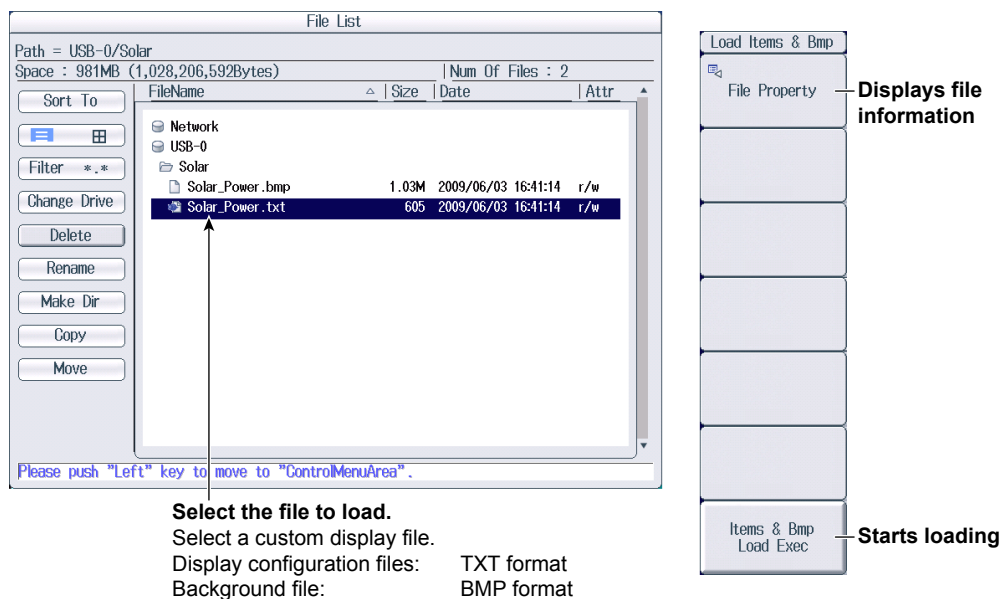 File List
Path = USB-0/Solar
Space : 981MB (1,028,206,592Bytes) Num Of Files : 2
Sort To
Filter *.*
Change Drive
Delete
Rename
Make Dir
Copy
Move
FileName Size Date Attr
Network
USB-0
Solar
Solar_Power.bmp 1.03M 2009/06/03 16:41:14 r/w
Solar_Power.txt 605 2009/06/03 16:41:14 r/w
Please push "Left" key to move to "ControlMenuArea".
Select the file to load.
Select a custom display file.
Display configuration files: TXT format
Background file: BMP format
Load Items & Bmp
File Property
Displays file
information
Items & Bmp
Load Exec
Starts loading